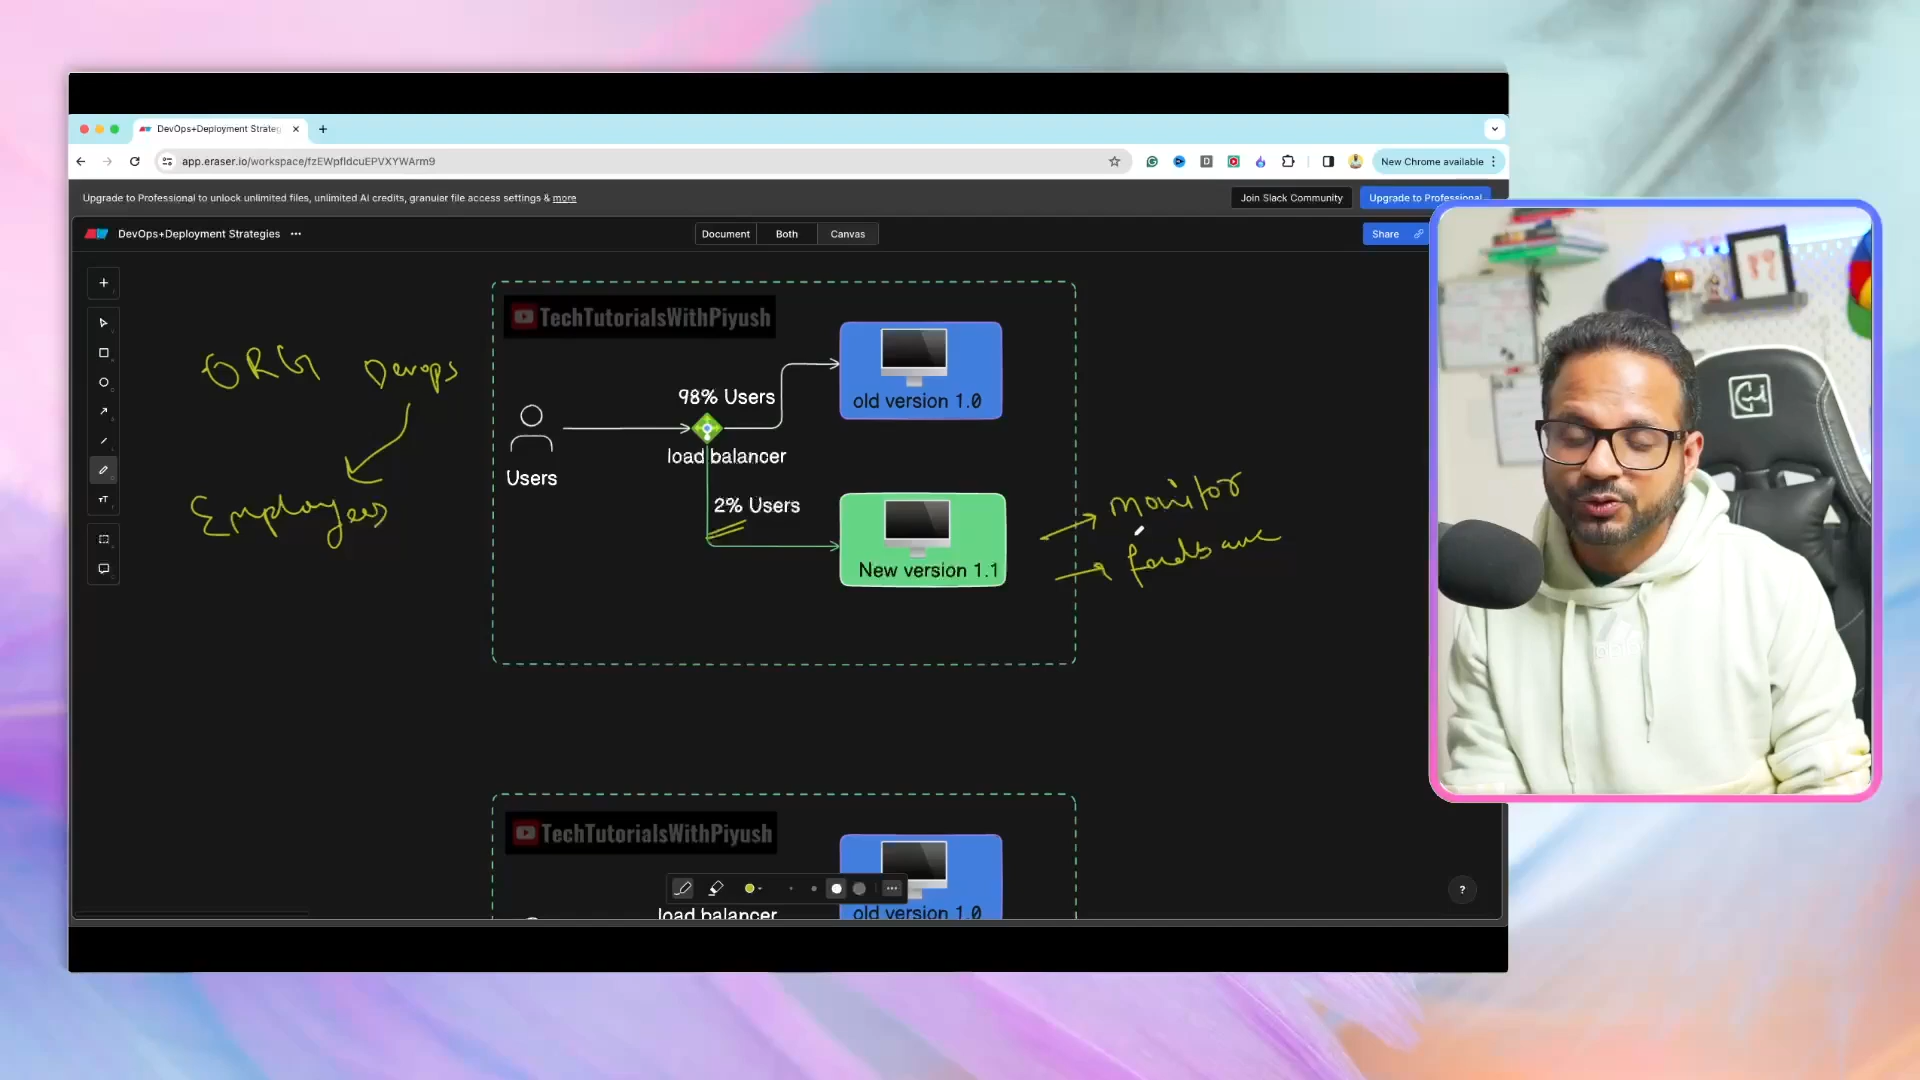 DevOps+Deployment Strateg
app.eraser.io/workspace/fzEWpfldcuEPVXYWArm9
New Chrome available
Upgrade to Professional to unlock unlimited files, unlimited AI credits, granular file access settings & more
Join Slack Community
Upgrade to Professional
DevOps+Deployment Strategies
Document
Both
Canvas
Share
TechTutorialsWithPiyush
ORG Devops
98% Users
old version 1.0
load balancer
Users
Employees
2% Users
monitor
New version 1.1
TechTutorialsWithPiyush
load balancer
old version 1.0
?